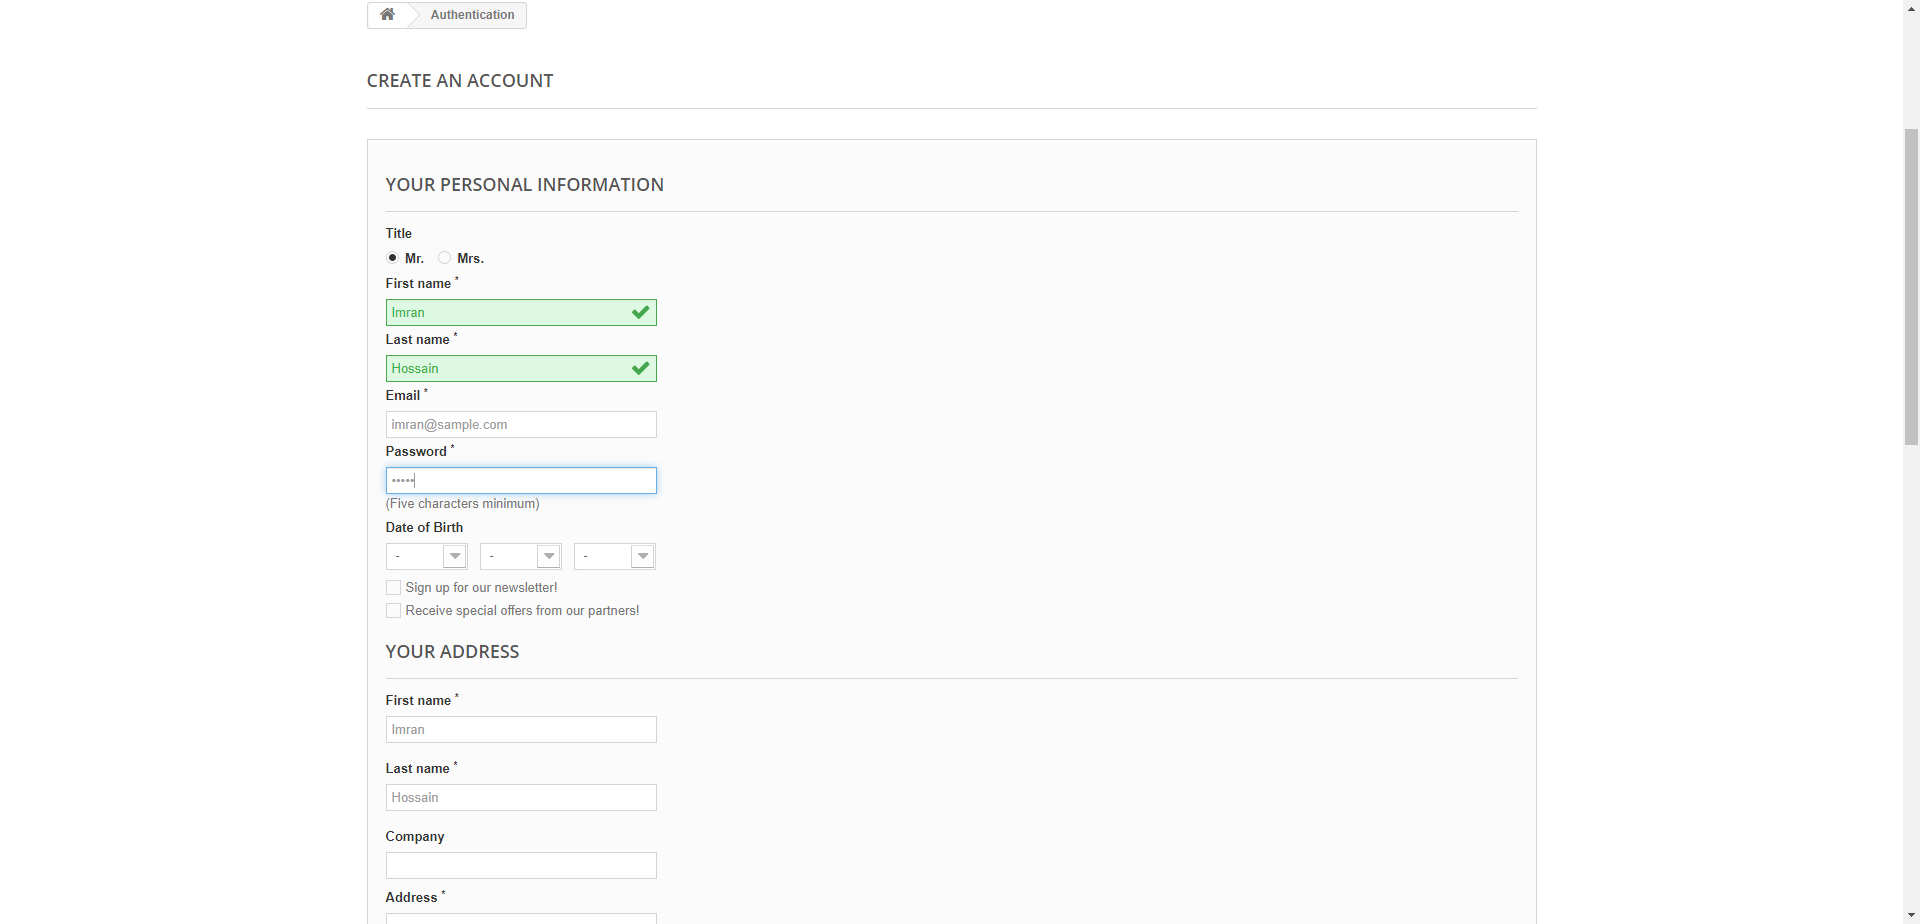 Authentication
CREATE AN ACCOUNT
YOUR PERSONAL INFORMATION
Title
Mr. Mrs.
First name *
Imran
Last name *
Hossain
Email *
imran@sample.com
Password *
•••••
(Five characters minimum)
Date of Birth
- - -
Sign up for our newsletter!
Receive special offers from our partners!
YOUR ADDRESS
First name *
Imran
Last name *
Hossain
Company
Address *